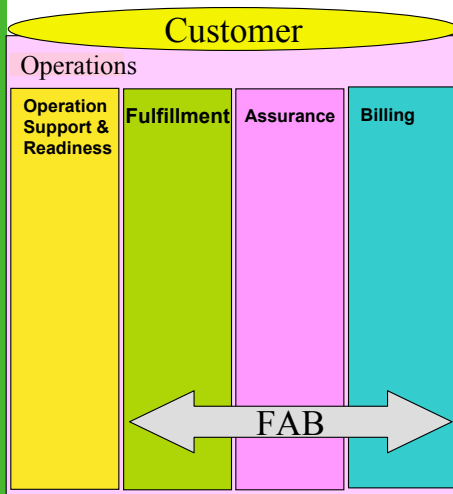 Customer
Operations
Operation
Support &
Readiness
Fulfillment
Assurance
Billing
FAB